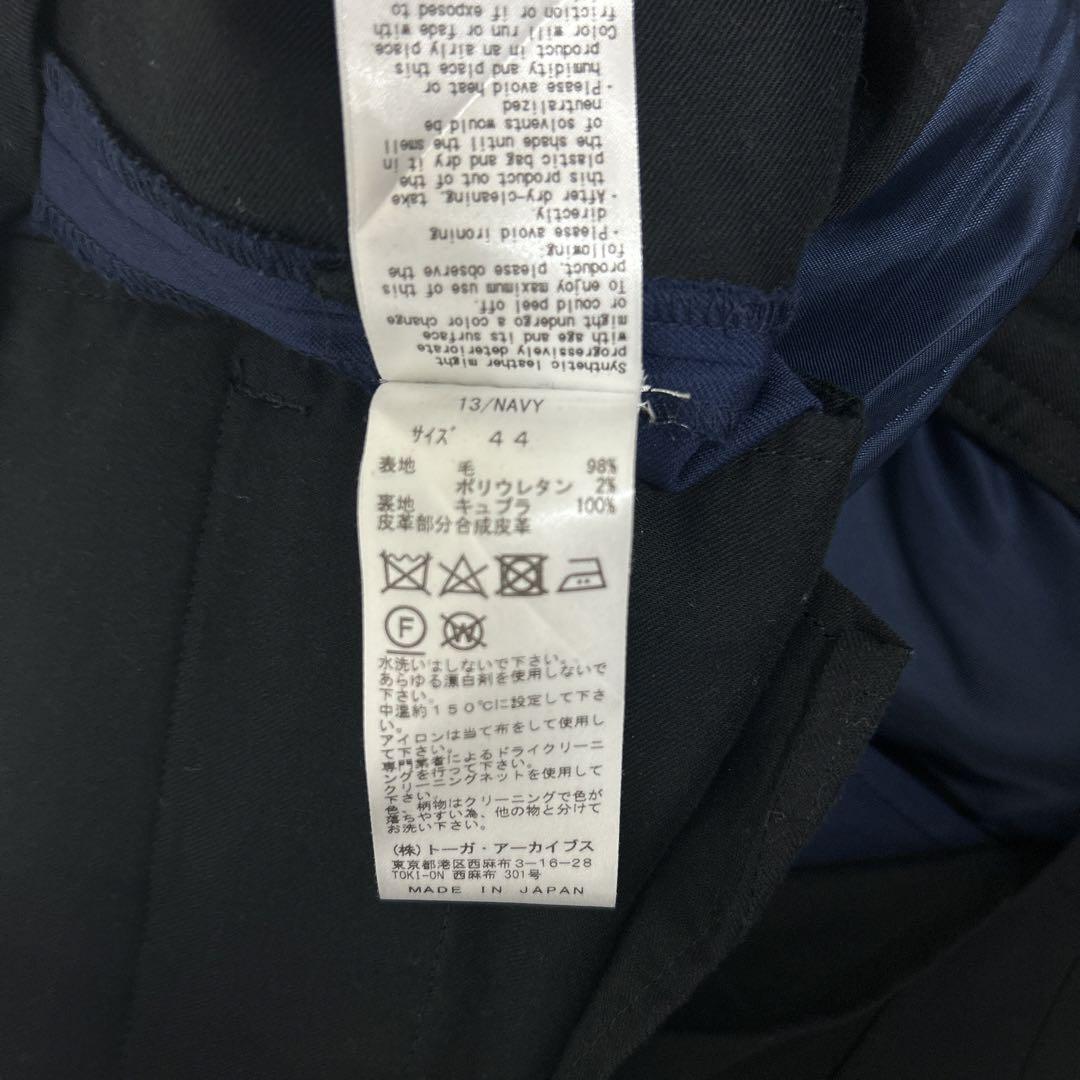 Synthetic leather might
progressively deteriorate
with age and its surface
might undergo a color change
or could peel off.
To enjoy maximum use of this
product, please observe the
following.
・Please avoid ironing
directly.
・After dry-cleaning, take
this product out of the
plastic bag and dry it in
the shade until the smell
of solvents would be
neutralized
・Please avoid heat or
humidity and place this
product in an airly place
Color will run or fade with
friction or if exposed to
13/NAVY
サイズ 44
表地 毛 98%
ポリウレタン 2%
裏地 キュプラ 100%
皮革部分合成皮革
F W
水洗いはしないで下さい。
あらゆる漂白剤を使用しないで
下さい。
中温約150℃に設定して下さ
い。
アイロンは当て布をして使用し
て下さい。
専門業者によるドライクリーニ
ングを行って下さい。
クリーニングネットを使用して
下さい。
色、柄物はクリーニングで色が
落ちやすい為、他の物と分けて
お洗い下さい。
(株)トーガ・アーカイブス
東京都港区西麻布3-16-28
TOKI-ON 西麻布 301号
MADE IN JAPAN